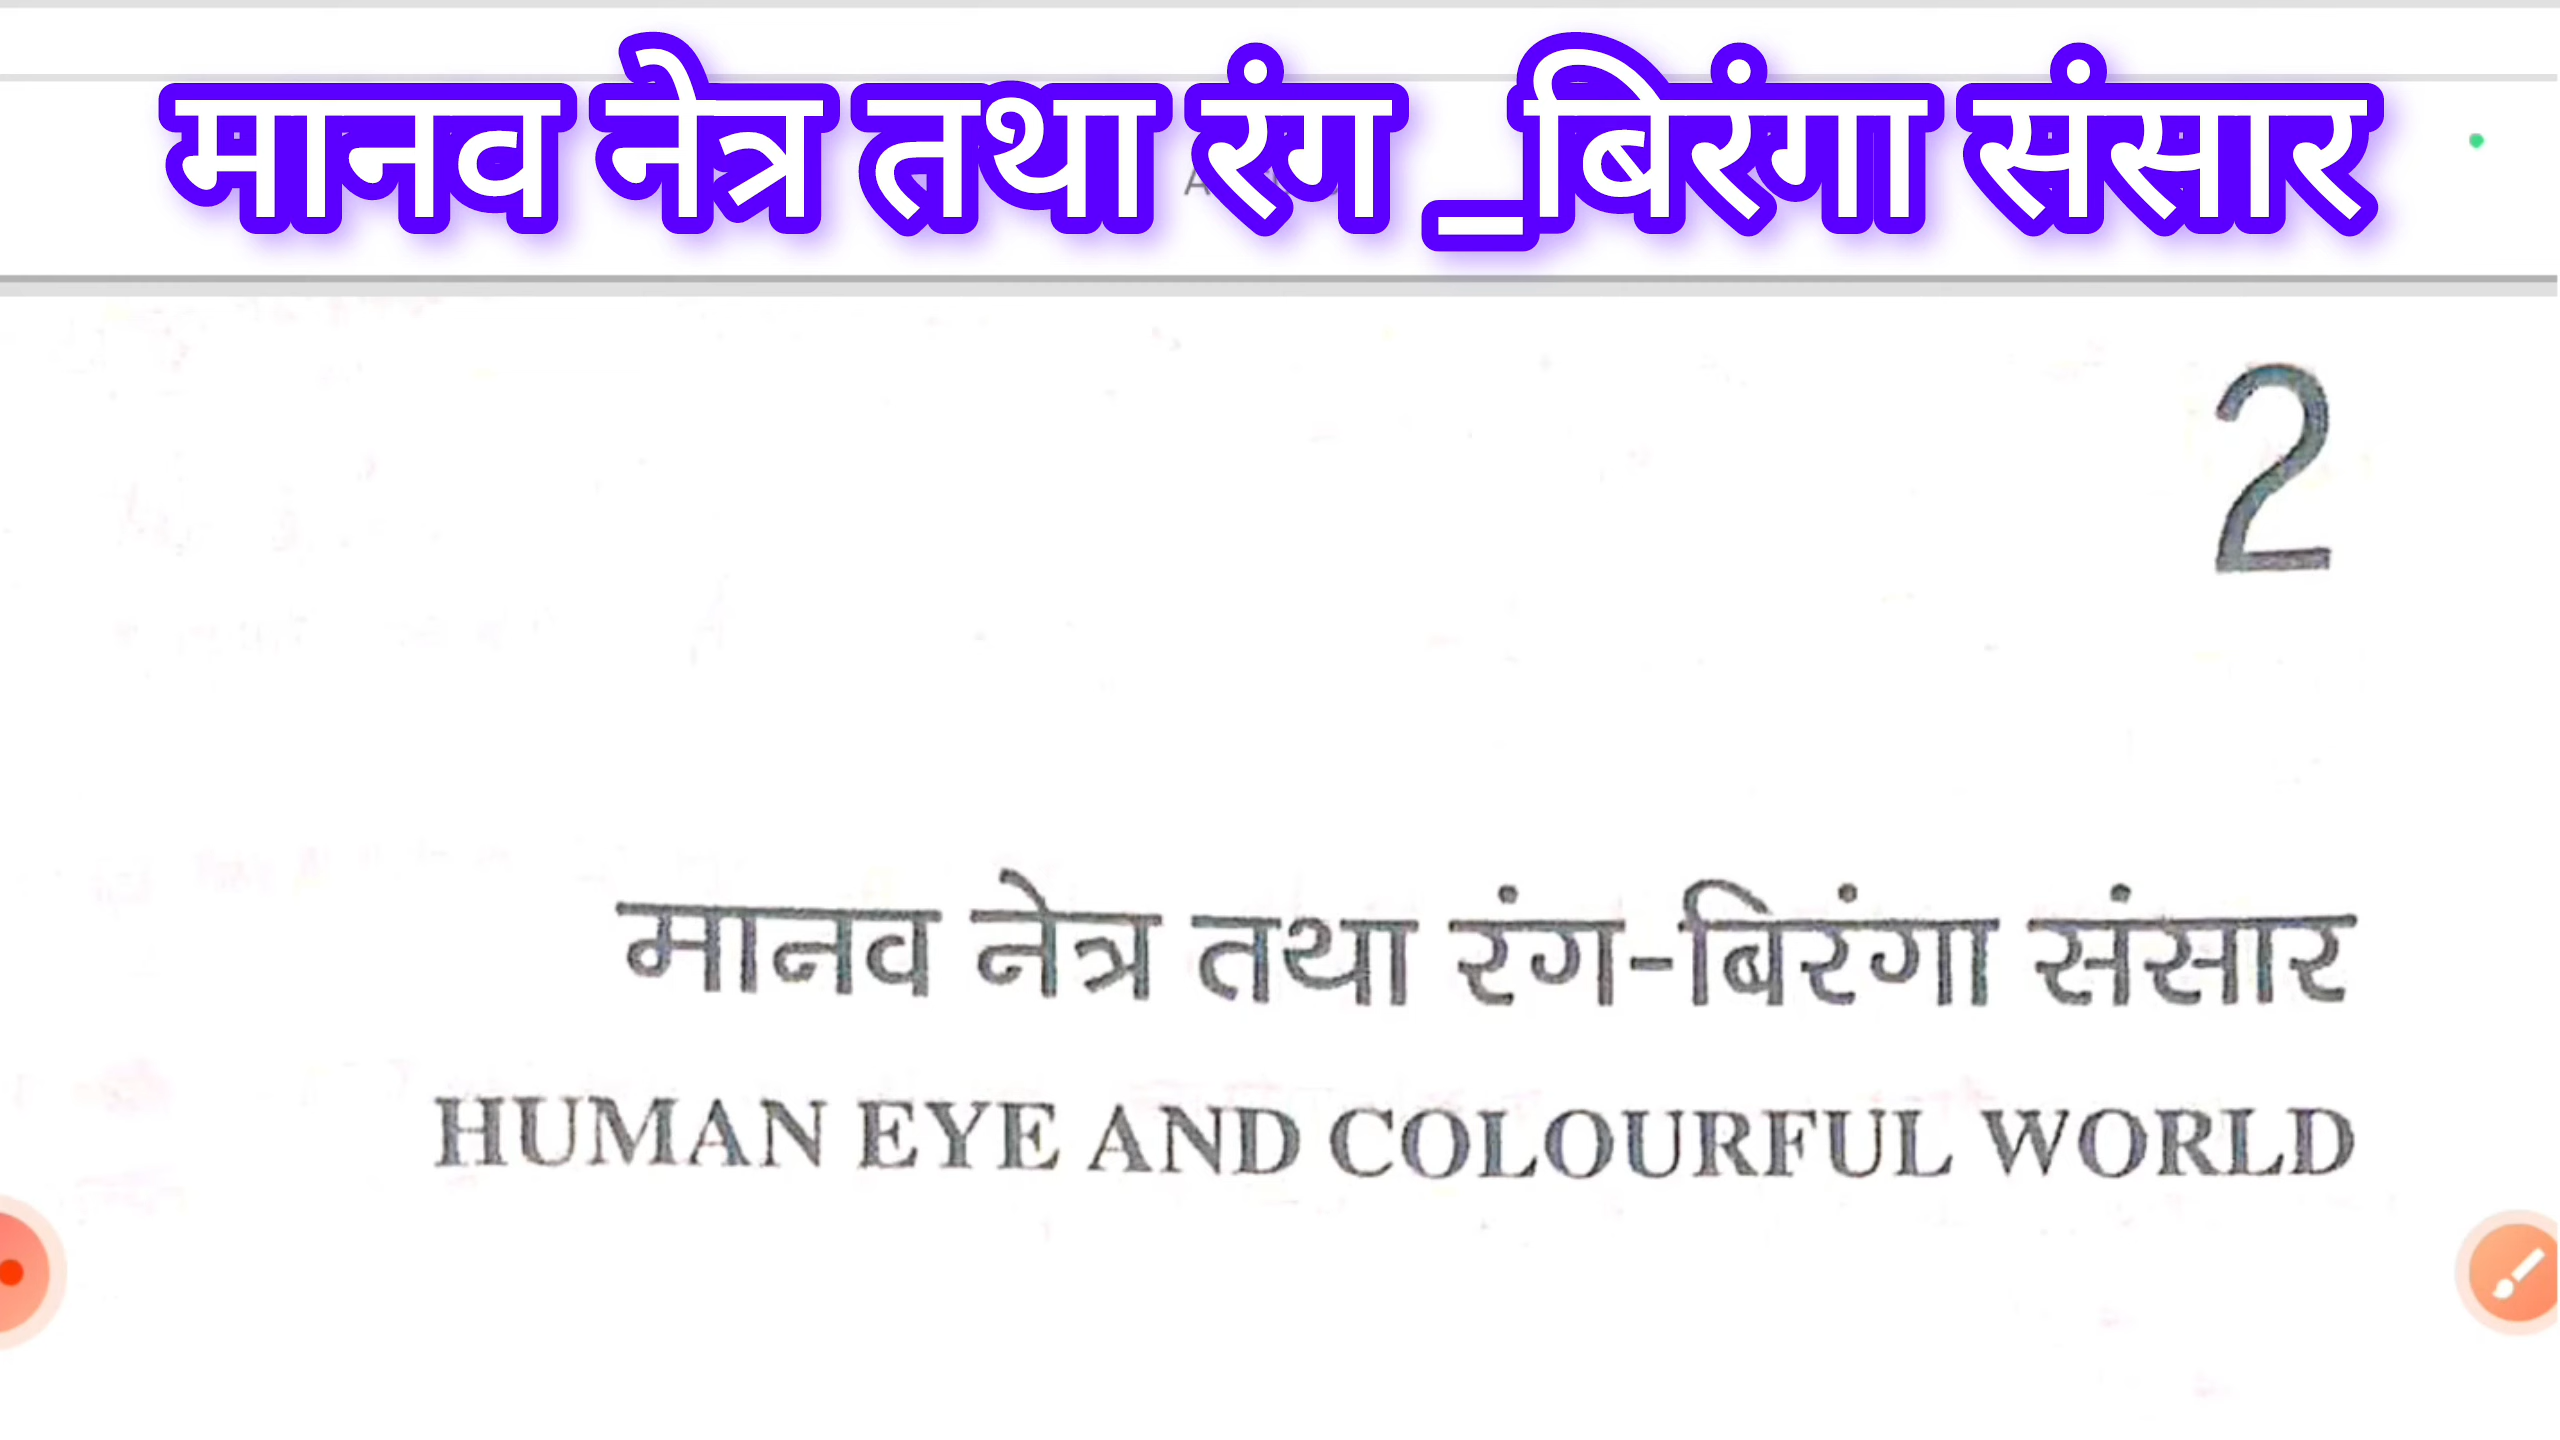 मानव नेत्र तथा रंग _बिरंगा संसार
2
मानव नेत्र तथा रंग-बिरंगा संसार
HUMAN EYE AND COLOURFUL WORLD